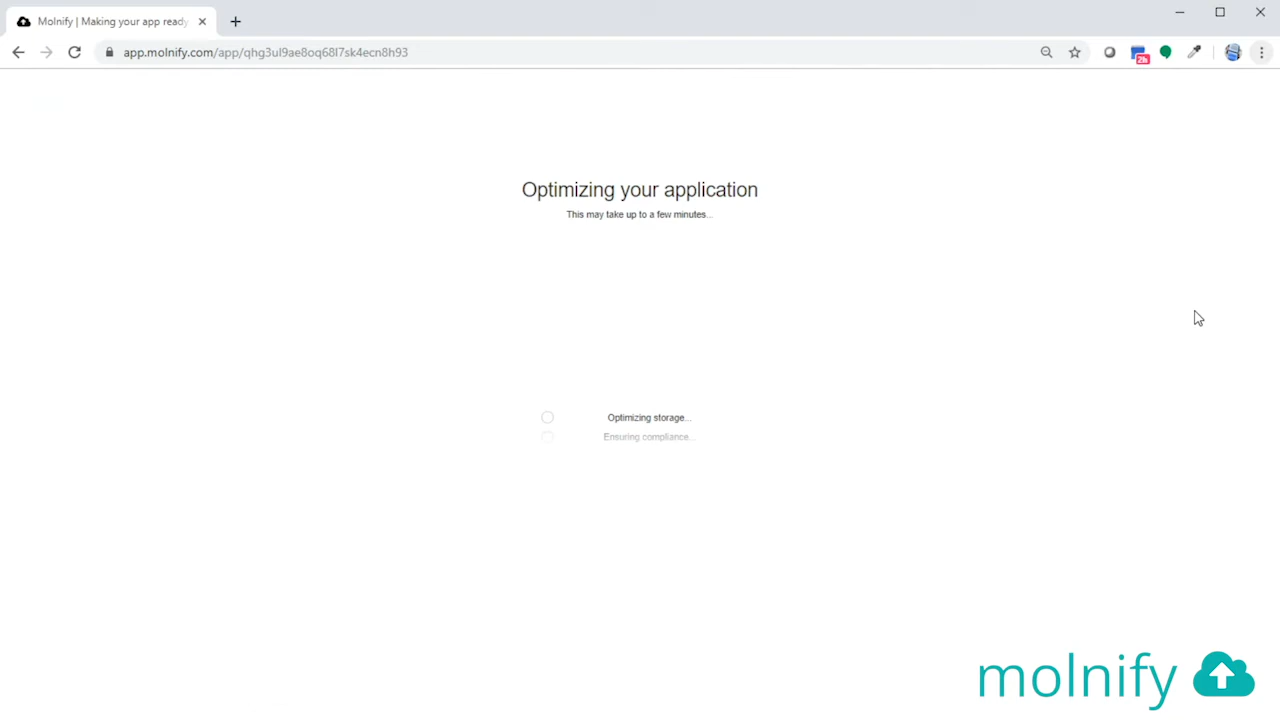 Molnify | Making your app ready
app.molnify.com/app/qhg3ul9ae8oq68l7sk4ecn8h93
2h
Optimizing your application
This may take up to a few minutes...
Optimizing storage...
Ensuring compliance...
molnify